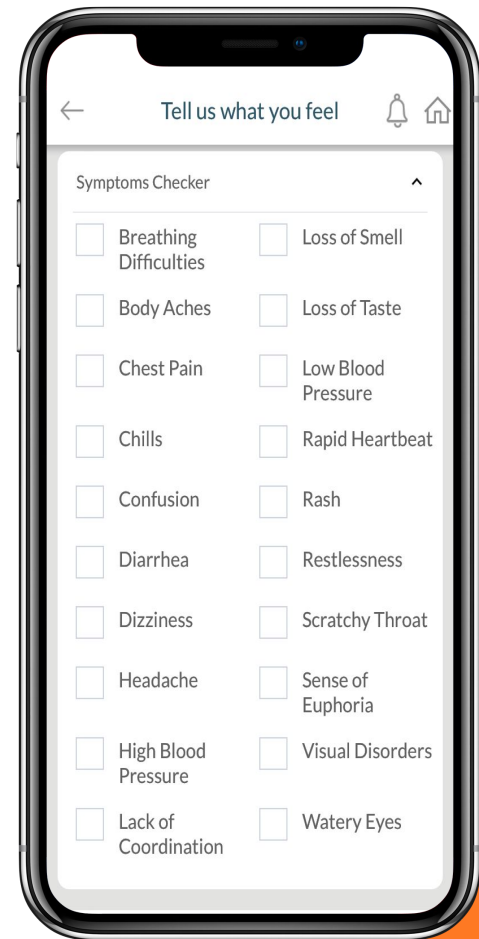 Tell us what you feel
Symptoms Checker
Breathing
Difficulties
Loss of Smell
Body Aches
Loss of Taste
Chest Pain
Low Blood
Pressure
Chills
Rapid Heartbeat
Confusion
Rash
Diarrhea
Restlessness
Dizziness
Scratchy Throat
Headache
Sense of
Euphoria
High Blood
Pressure
Visual Disorders
Lack of
Coordination
Watery Eyes